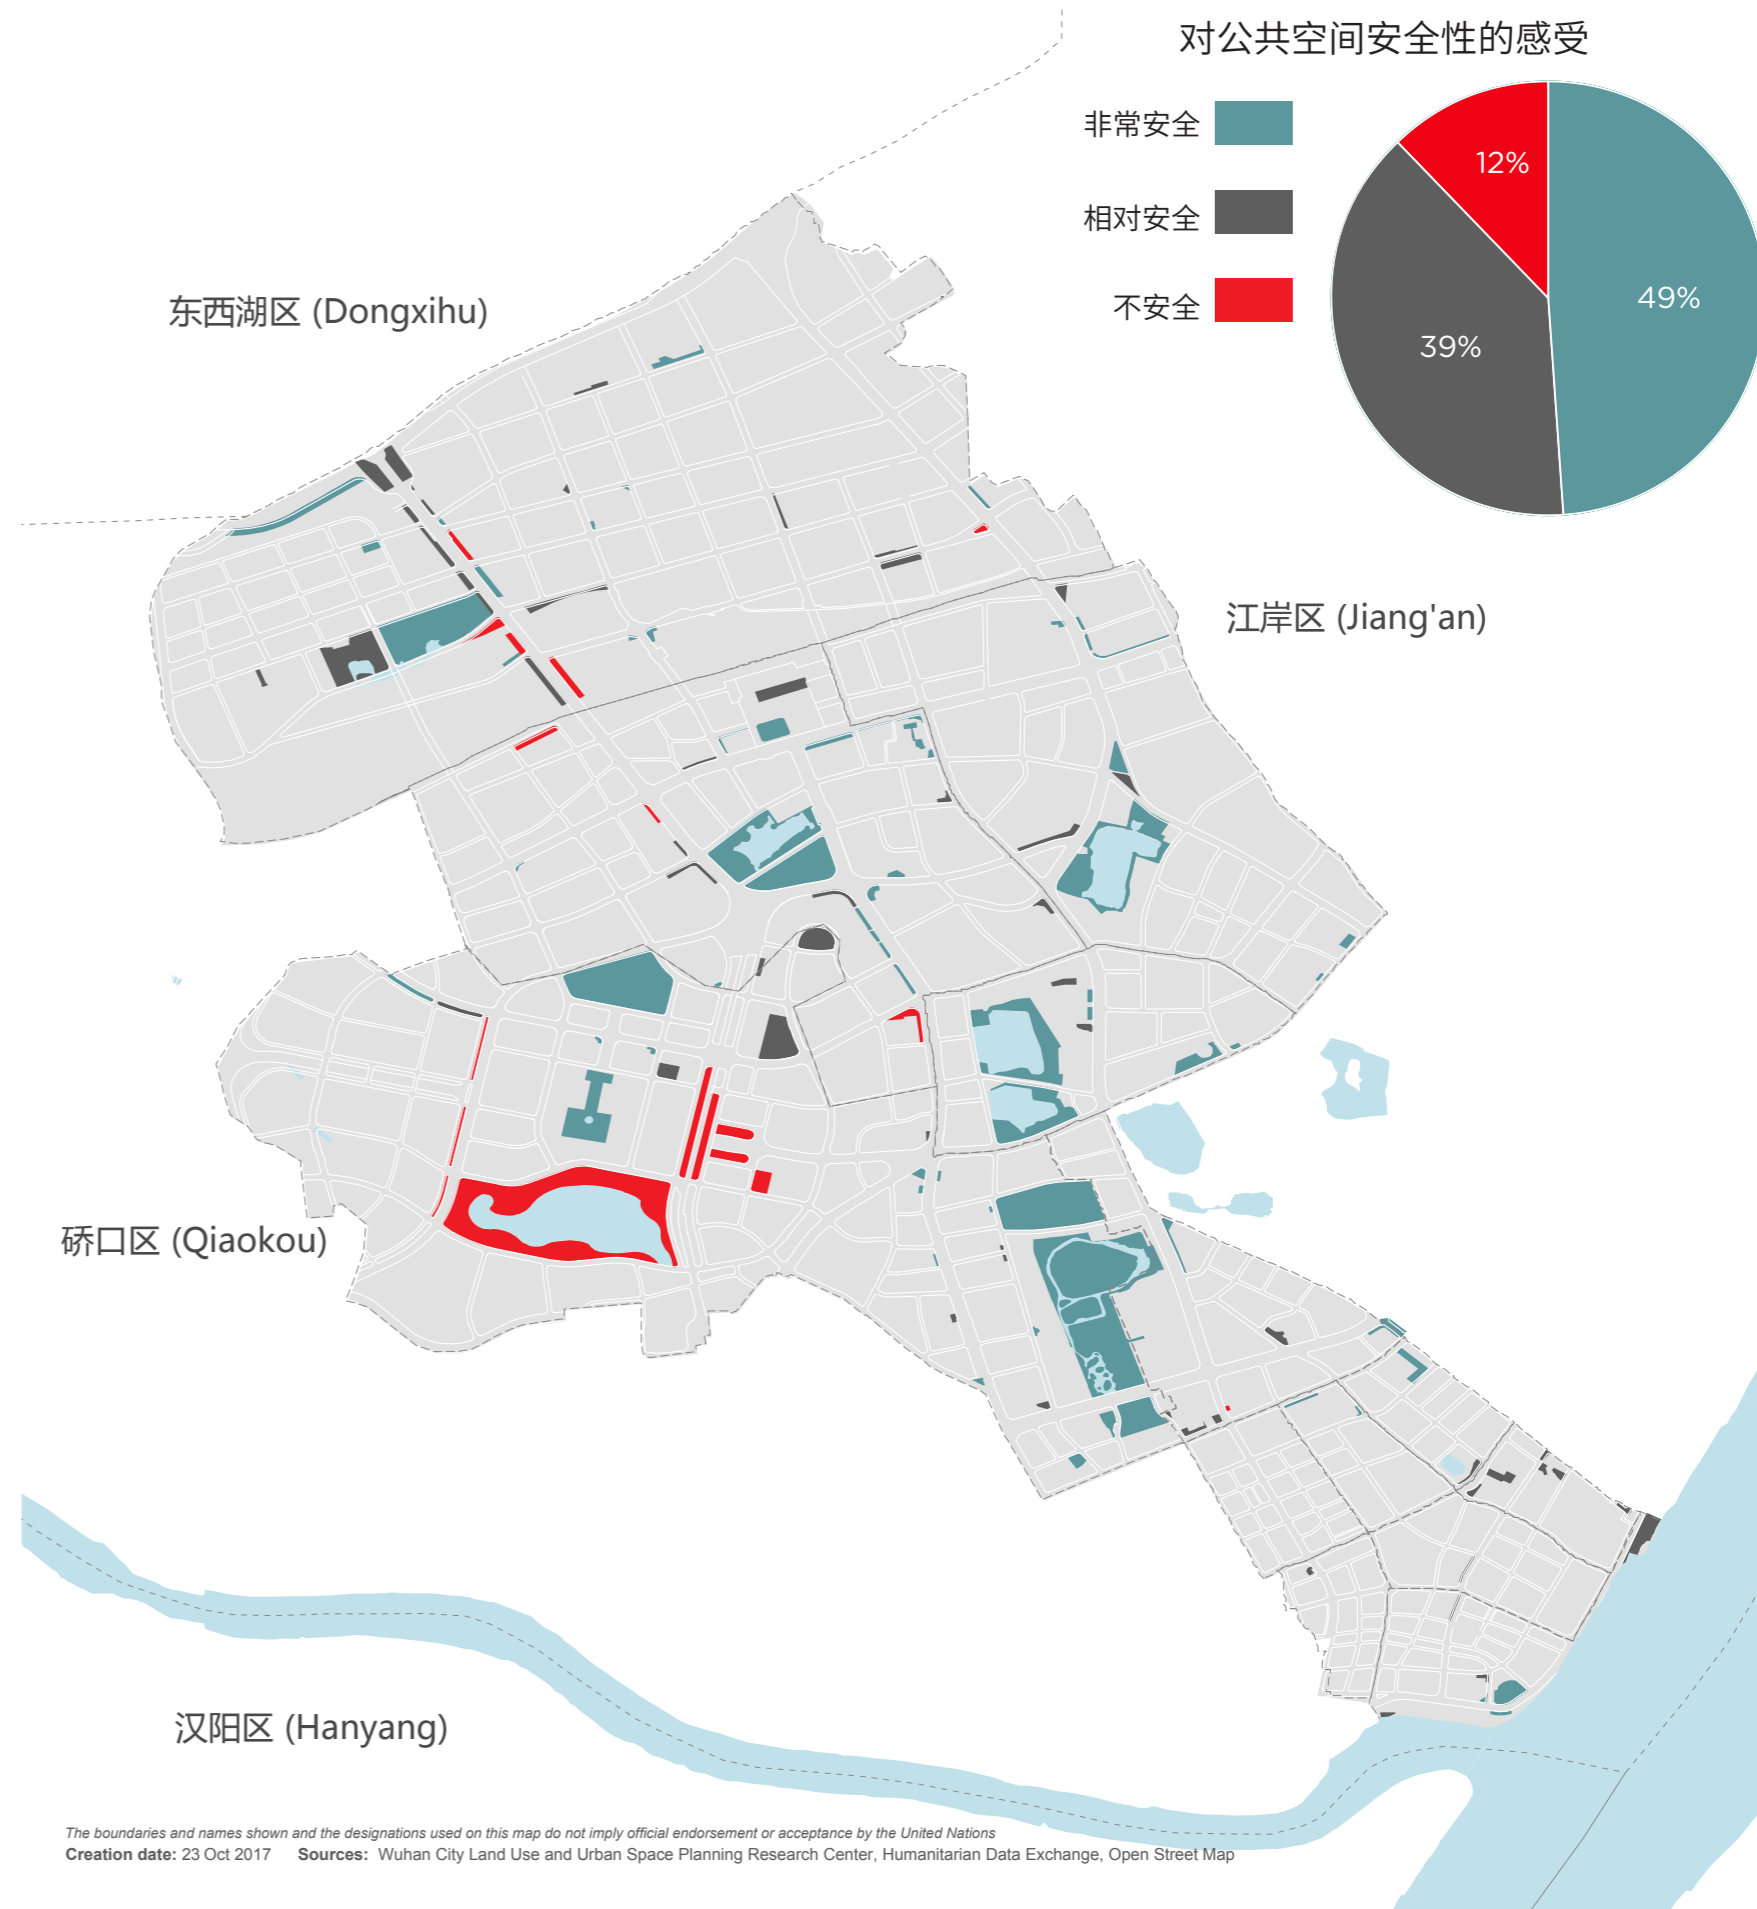 对公共空间安全性的感受
非常安全
相对安全
不安全
12%
49%
39%
东西湖区 (Dongxihu)
江岸区 (Jiang'an)
硚口区 (Qiaokou)
汉阳区 (Hanyang)
The boundaries and names shown and the designations used on this map do not imply official endorsement or acceptance by the United Nations
Creation date: 23 Oct 2017 Sources: Wuhan City Land Use and Urban Space Planning Research Center, Humanitarian Data Exchange, Open Street Map